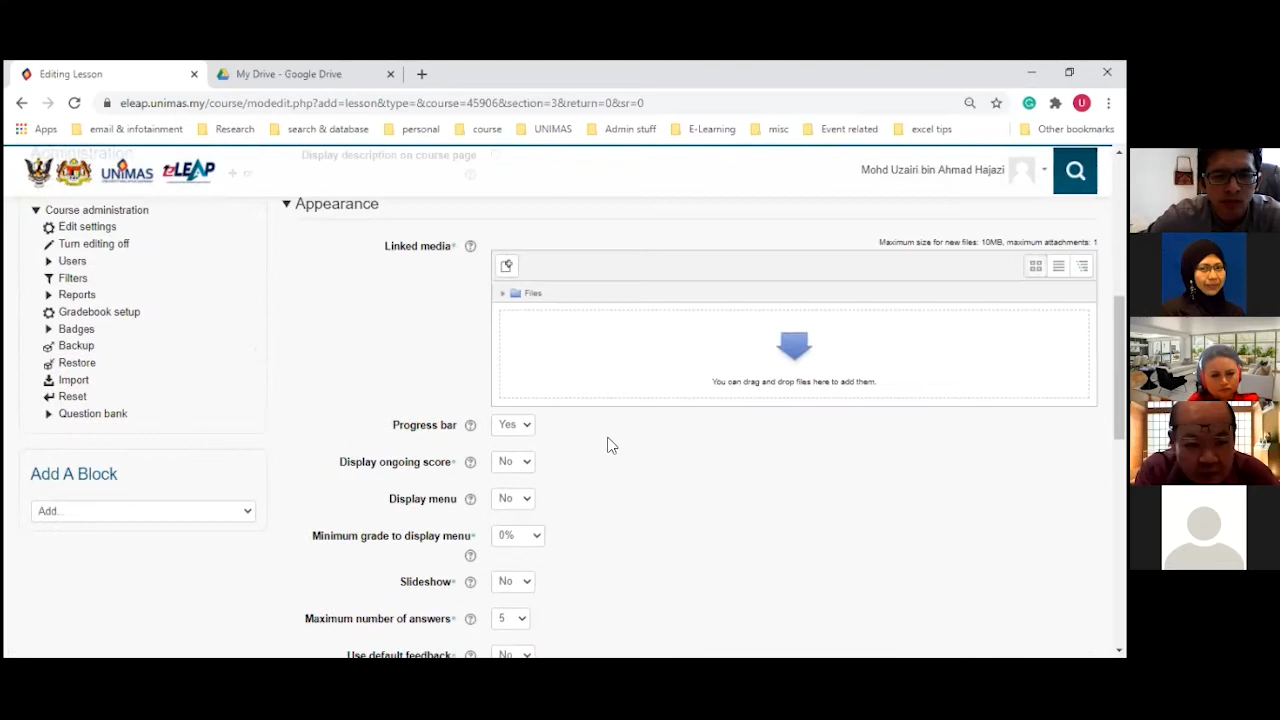 Editing Lesson
My Drive - Google Drive
eleap.unimas.my/course/modedit.php?add=lesson&type=&course=45906&section=3&return=0&sr=0
U
Apps email & infotainment Research search & database personal course UNIMAS Admin stuff E-Learning misc Event related excel tips Other bookmarks
Administration
Display description on course page
UNIMAS eLEAP
Mohd Uzairi bin Ahmad Hajazi
Course administration
Edit settings
Turn editing off
Users
Filters
Reports
Gradebook setup
Badges
Backup
Restore
Import
Reset
Question bank
Add A Block
Add...
Appearance
Linked media
Maximum size for new files: 10MB, maximum attachments: 1
Files
You can drag and drop files here to add them.
Progress bar Yes
Display ongoing score No
Display menu No
Minimum grade to display menu 0%
Slideshow No
Maximum number of answers 5
Use default feedback No